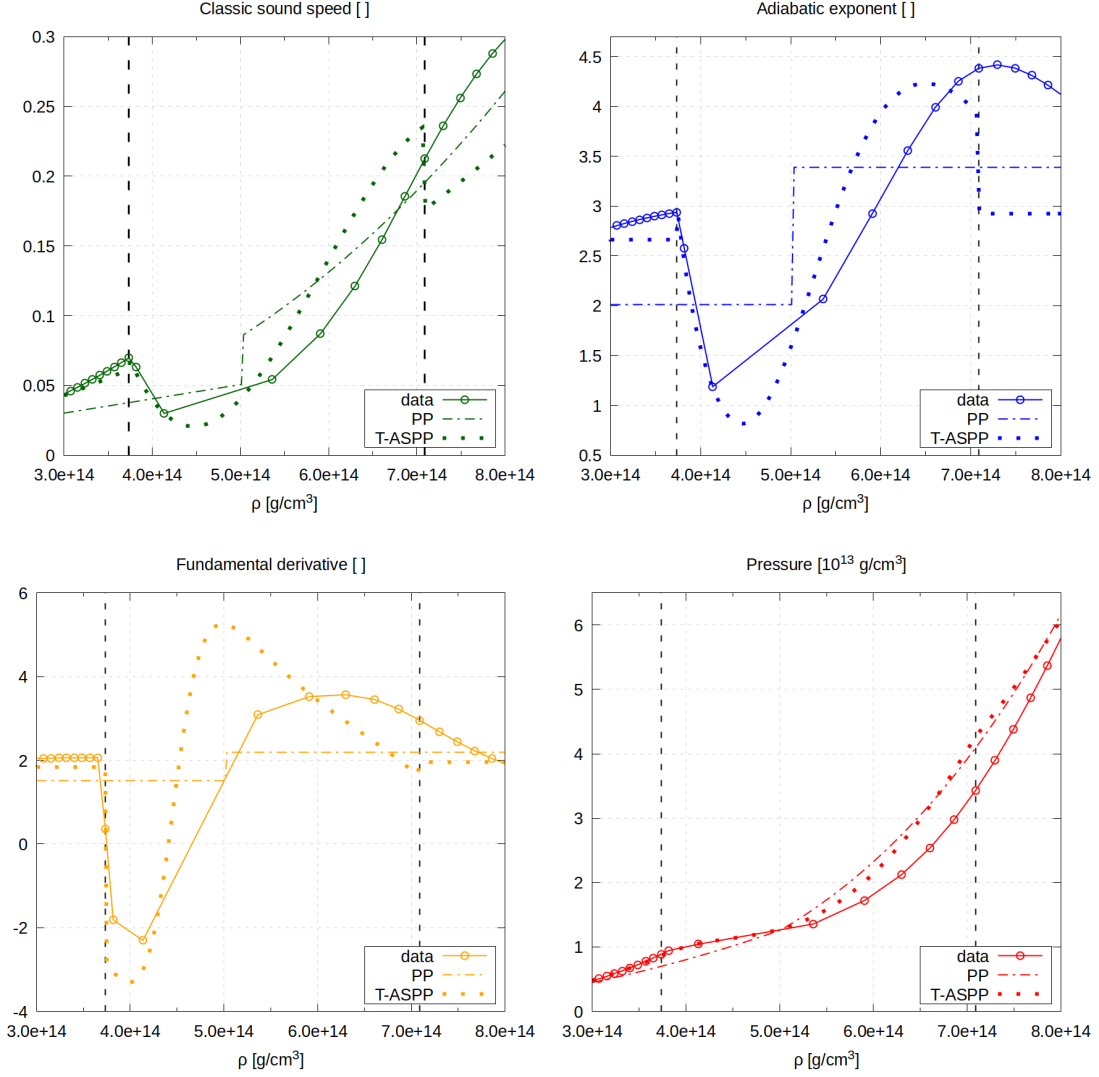 Classic sound speed [ ]
0.3
0.25
0.2
0.15
0.1
0.05
0
data
PP
T-ASPP
3.0e+14 4.0e+14 5.0e+14 6.0e+14 7.0e+14 8.0e+14
ρ [g/cm³]
Adiabatic exponent [ ]
4.5
4
3.5
3
2.5
2
1.5
1
0.5
data
PP
T-ASPP
3.0e+14 4.0e+14 5.0e+14 6.0e+14 7.0e+14 8.0e+14
ρ [g/cm³]
Fundamental derivative [ ]
6
4
2
0
-2
-4
data
PP
T-ASPP
3.0e+14 4.0e+14 5.0e+14 6.0e+14 7.0e+14 8.0e+14
ρ [g/cm³]
Pressure [10¹³ g/cm³]
6
5
4
3
2
1
0
data
PP
T-ASPP
3.0e+14 4.0e+14 5.0e+14 6.0e+14 7.0e+14 8.0e+14
ρ [g/cm³]